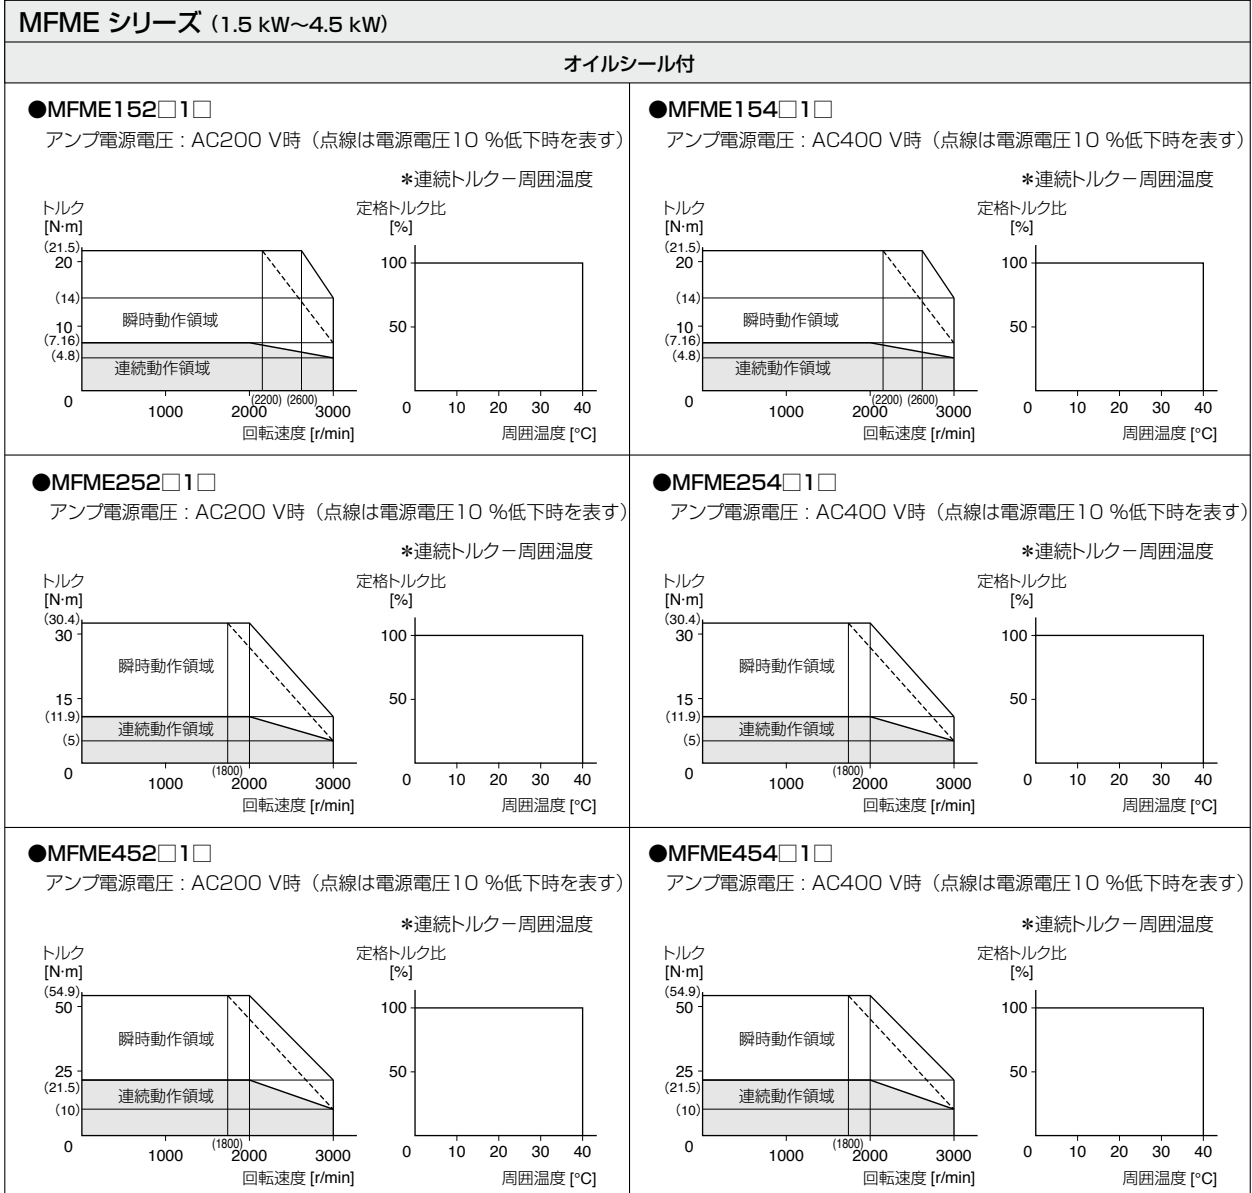 MFME シリーズ（1.5 kW～4.5 kW）
オイルシール付
●MFME152□1□
アンプ電源電圧 : AC200 V時（点線は電源電圧10 %低下時を表す）
＊連続トルクー周囲温度
トルク
[N·m]
(21.5)
20
(14)
10
(7.16)
(4.8)
0
瞬時動作領域
連続動作領域
1000
2000
(2200)
(2600)
3000
回転速度 [r/min]
定格トルク比
[%]
100
50
0 10 20 30 40
周囲温度 [°C]
●MFME154□1□
アンプ電源電圧 : AC400 V時（点線は電源電圧10 %低下時を表す）
＊連続トルクー周囲温度
トルク
[N·m]
(21.5)
20
(14)
10
(7.16)
(4.8)
0
瞬時動作領域
連続動作領域
1000
2000
(2200)
(2600)
3000
回転速度 [r/min]
定格トルク比
[%]
100
50
0 10 20 30 40
周囲温度 [°C]
●MFME252□1□
アンプ電源電圧 : AC200 V時（点線は電源電圧10 %低下時を表す）
＊連続トルクー周囲温度
トルク
[N·m]
(30.4)
30
15
(11.9)
(5)
0
瞬時動作領域
連続動作領域
1000
(1800)
2000
3000
回転速度 [r/min]
定格トルク比
[%]
100
50
0 10 20 30 40
周囲温度 [°C]
●MFME254□1□
アンプ電源電圧 : AC400 V時（点線は電源電圧10 %低下時を表す）
＊連続トルクー周囲温度
トルク
[N·m]
(30.4)
30
15
(11.9)
(5)
0
瞬時動作領域
連続動作領域
1000
(1800)
2000
3000
回転速度 [r/min]
定格トルク比
[%]
100
50
0 10 20 30 40
周囲温度 [°C]
●MFME452□1□
アンプ電源電圧 : AC200 V時（点線は電源電圧10 %低下時を表す）
＊連続トルクー周囲温度
トルク
[N·m]
(54.9)
50
25
(21.5)
(10)
0
瞬時動作領域
連続動作領域
1000
(1800)
2000
3000
回転速度 [r/min]
定格トルク比
[%]
100
50
0 10 20 30 40
周囲温度 [°C]
●MFME454□1□
アンプ電源電圧 : AC400 V時（点線は電源電圧10 %低下時を表す）
＊連続トルクー周囲温度
トルク
[N·m]
(54.9)
50
25
(21.5)
(10)
0
瞬時動作領域
連続動作領域
1000
(1800)
2000
3000
回転速度 [r/min]
定格トルク比
[%]
100
50
0 10 20 30 40
周囲温度 [°C]